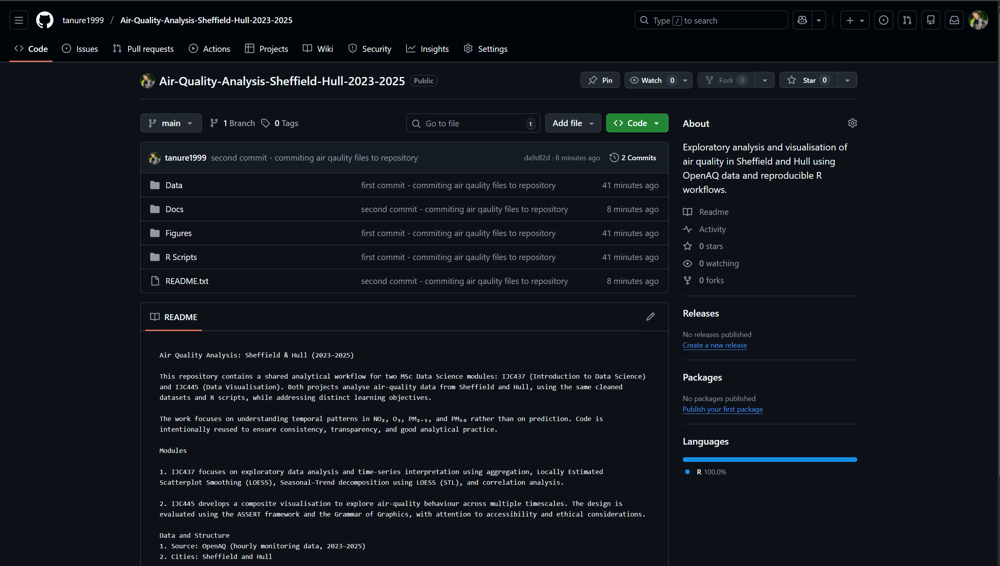 tanure1999 / Air-Quality-Analysis-Sheffield-Hull-2023-2025
Type / to search
Code
Issues
Pull requests
Actions
Projects
Wiki
Security
Insights
Settings
Air-Quality-Analysis-Sheffield-Hull-2023-2025 Public
Pin
Watch 0
Fork 0
Star 0
main
1 Branch
0 Tags
Go to file t
Add file
Code
tanure1999 second commit - commiting air qaulity files to repository da9df2d · 8 minutes ago 2 Commits
Data first commit - commiting air qaulity files to repository 41 minutes ago
Docs second commit - commiting air qaulity files to repository 8 minutes ago
Figures first commit - commiting air qaulity files to repository 41 minutes ago
R Scripts first commit - commiting air qaulity files to repository 41 minutes ago
README.txt second commit - commiting air qaulity files to repository 8 minutes ago
README
Air Quality Analysis: Sheffield & Hull (2023–2025)
This repository contains a shared analytical workflow for two MSc Data Science modules: IJC437 (Introduction to Data Science)
and IJC445 (Data Visualisation). Both projects analyse air-quality data from Sheffield and Hull, using the same cleaned
datasets and R scripts, while addressing distinct learning objectives.
The work focuses on understanding temporal patterns in NO₂, O₃, PM₂.₅, and PM₁₀ rather than on prediction. Code is
intentionally reused to ensure consistency, transparency, and good analytical practice.
Modules
1. IJC437 focuses on exploratory data analysis and time-series interpretation using aggregation, Locally Estimated
Scatterplot Smoothing (LOESS), Seasonal–Trend decomposition using LOESS (STL), and correlation analysis.
2. IJC445 develops a composite visualisation to explore air-quality behaviour across multiple timescales. The design is
evaluated using the ASSERT framework and the Grammar of Graphics, with attention to accessibility and ethical considerations.
Data and Structure
1. Source: OpenAQ (hourly monitoring data, 2023–2025)
2. Cities: Sheffield and Hull
About
Exploratory analysis and visualisation of
air quality in Sheffield and Hull using
OpenAQ data and reproducible R
workflows.
Readme
Activity
0 stars
0 watching
0 forks
Releases
No releases published
Create a new release
Packages
No packages published
Publish your first package
Languages
R 100.0%